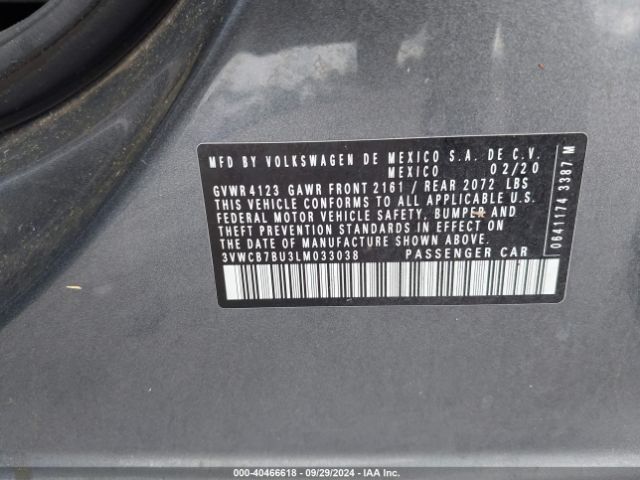 MFD BY VOLKSWAGEN DE MEXICO S.A. DE C.V.
MEXICO 02/20
GVWR 4123 GAWR FRONT 2161 / REAR 2072 LBS
THIS VEHICLE CONFORMS TO ALL APPLICABLE U.S.
FEDERAL MOTOR VEHICLE SAFETY, BUMPER AND
THEFT PREVENTION STANDARDS IN EFFECT ON
THE DATE OF MANUFACTURE SHOWN ABOVE.
3VWCB7BU3LM033038 PASSENGER CAR
0641174 3387 M
000-40466618 - 09/29/2024 - IAA Inc.